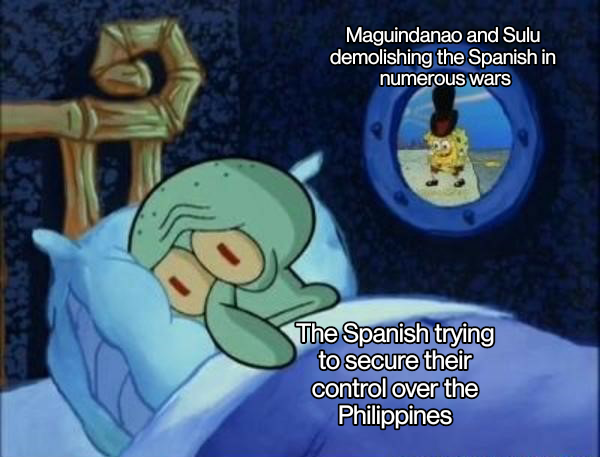 Maguindanao and Sulu
demolishing the Spanish in
numerous wars
The Spanish trying
to secure their
control over the
Philippines